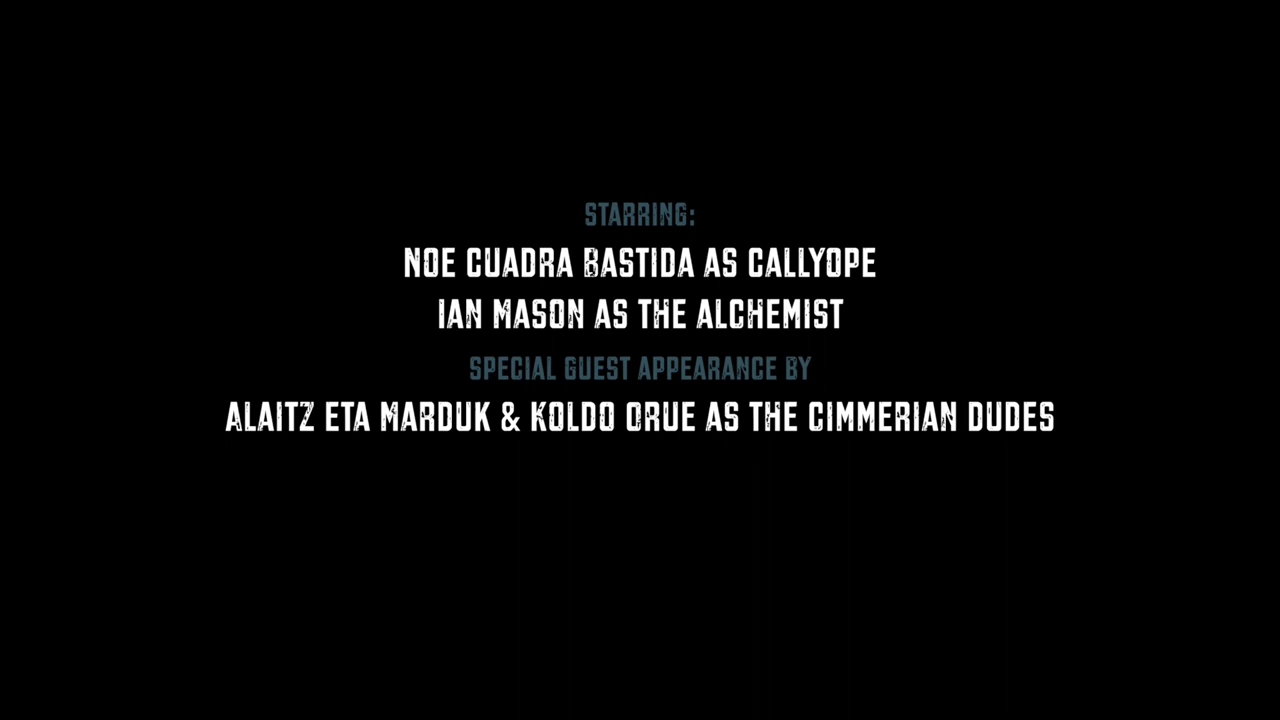 STARRING:
NOE CUADRA BASTIDA AS CALLYOPE
IAN MASON AS THE ALCHEMIST
SPECIAL GUEST APPEARANCE BY
ALAITZ ETA MARDUK & KOLDO ORUE AS THE CIMMERIAN DUDES